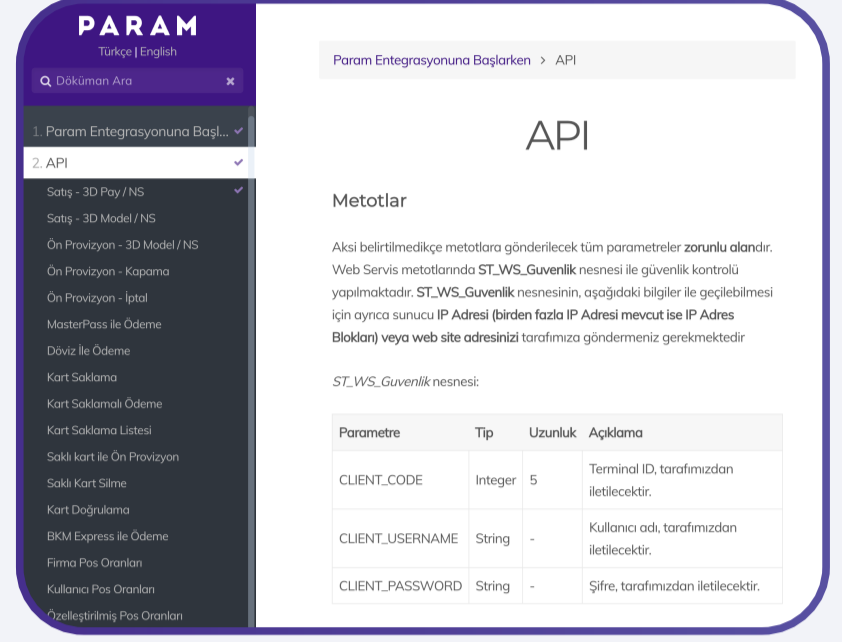 PARAM
Türkçe | English
Döküman Ara
1. Param Entegrasyonuna Başl...
2. API
Satış - 3D Pay / NS
Satış - 3D Model / NS
Ön Provizyon - 3D Model / NS
Ön Provizyon - Kapama
Ön Provizyon - İptal
MasterPass ile Ödeme
Döviz İle Ödeme
Kart Saklama
Kart Saklamalı Ödeme
Kart Saklama Listesi
Saklı kart ile Ön Provizyon
Saklı Kart Silme
Kart Doğrulama
BKM Express ile Ödeme
Firma Pos Oranları
Kullanıcı Pos Oranları
Özelleştirilmiş Pos Oranları
Param Entegrasyonuna Başlarken > API
API
Metotlar
Aksi belirtilmedikçe metotlara gönderilecek tüm parametreler zorunlu alandır.
Web Servis metotlarında ST_WS_Guvenlik nesnesi ile güvenlik kontrolü
yapılmaktadır. ST_WS_Guvenlik nesnesinin, aşağıdaki bilgiler ile geçilebilmesi
için ayrıca sunucu IP Adresi (birden fazla IP Adresi mevcut ise IP Adres
Blokları) veya web site adresinizi tarafımıza göndermeniz gerekmektedir
ST_WS_Guvenlik nesnesi:
Parametre Tip Uzunluk Açıklama
CLIENT_CODE Integer 5 Terminal ID, tarafımızdan
iletilecektir.
CLIENT_USERNAME String - Kullanıcı adı, tarafımızdan
iletilecektir.
CLIENT_PASSWORD String - Şifre, tarafımızdan iletilecektir.